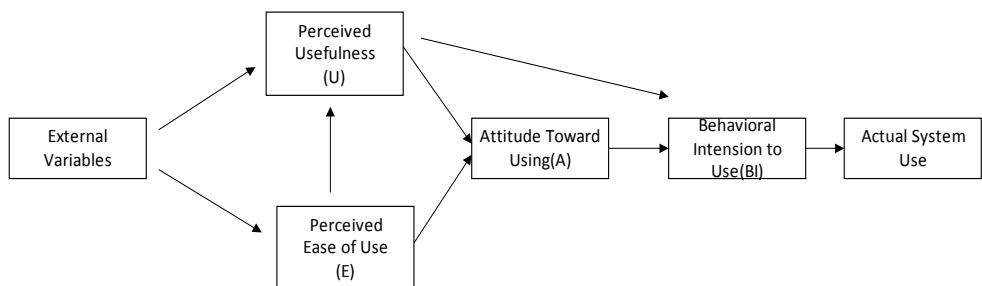 Perceived
Usefulness
(U)
External
Variables
Attitude Toward
Using(A)
Behavioral
Intension to
Use(BI)
Actual System
Use
Perceived
Ease of Use
(E)